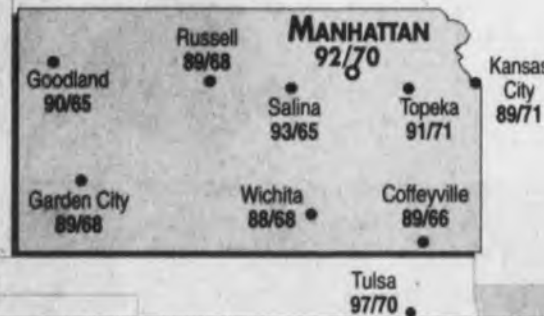 Russell
89/68
MANHATTAN
92/70
Goodland
90/65
Salina
93/65
Topeka
91/71
Kansas
City
89/71
Garden City
89/68
Wichita
88/68
Coffeyville
89/66
Tulsa
97/70